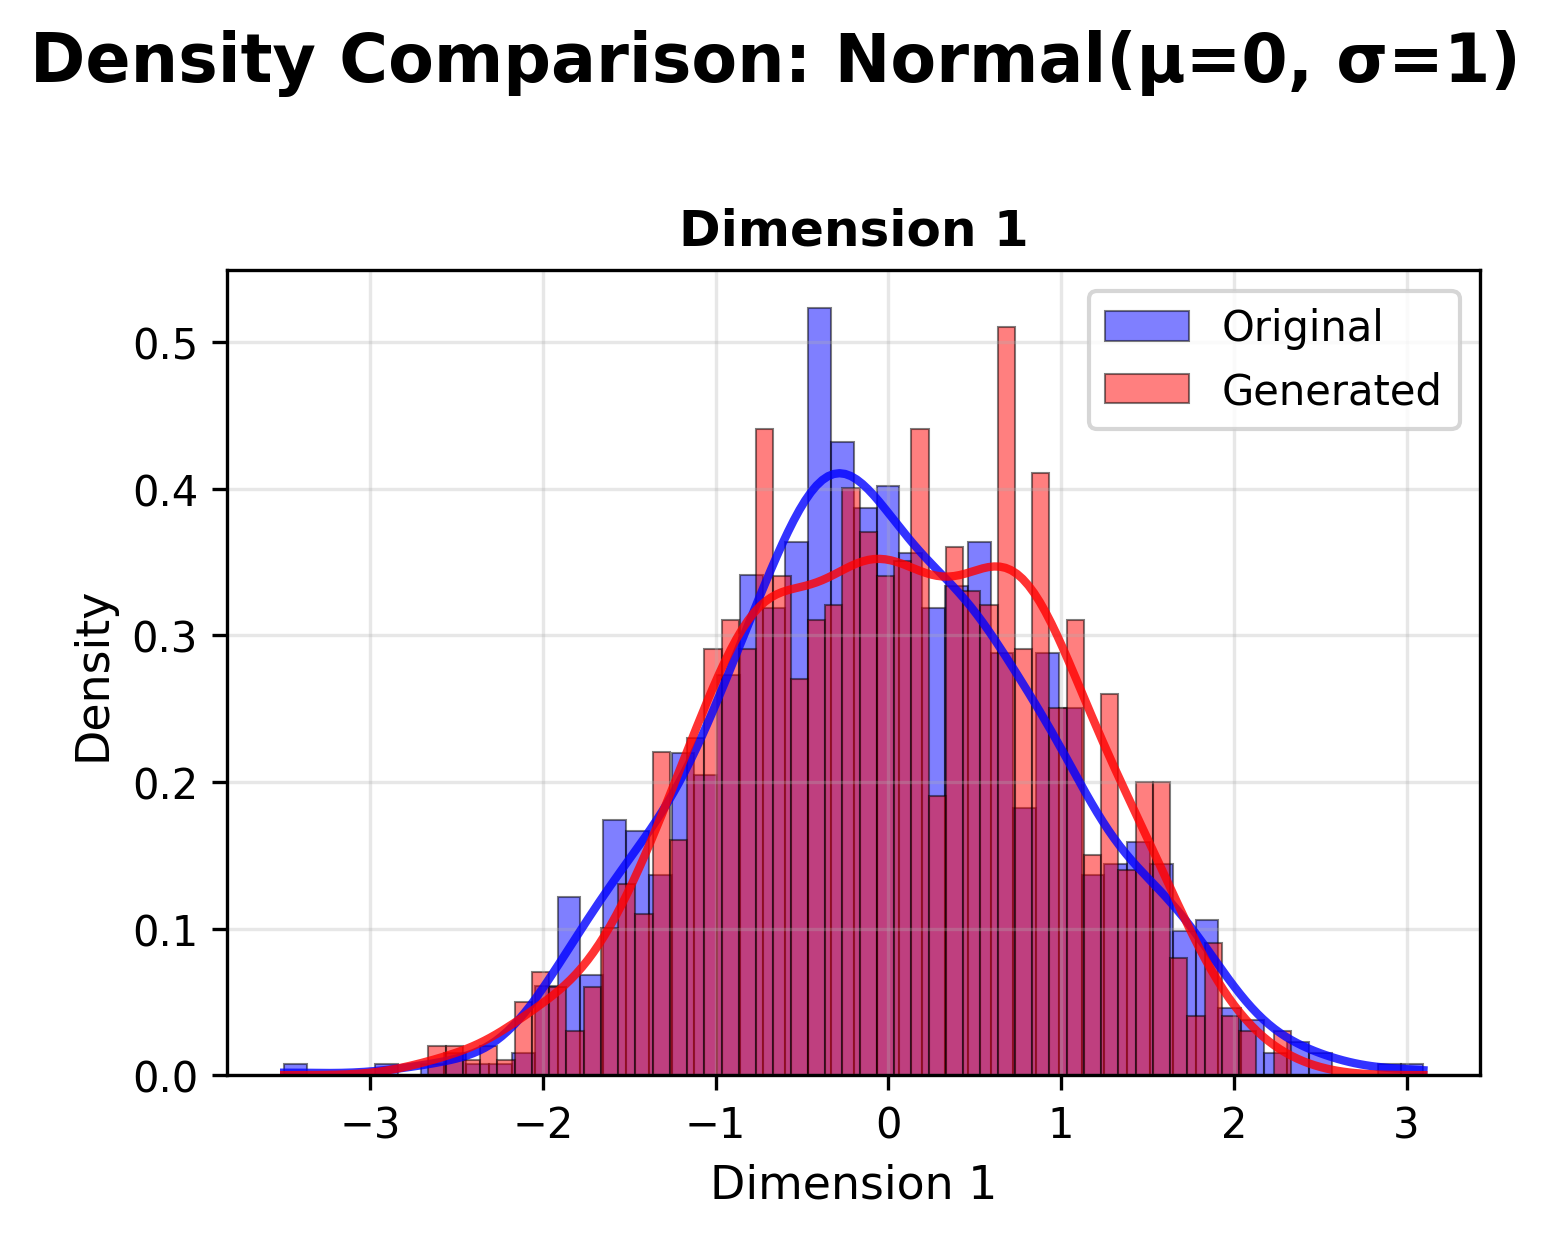 Density Comparison: Normal(μ=0, σ=1)
Dimension 1
Original
Generated
Density
0.5
0.4
0.3
0.2
0.1
0.0
−3
−2
−1
0
1
2
3
Dimension 1